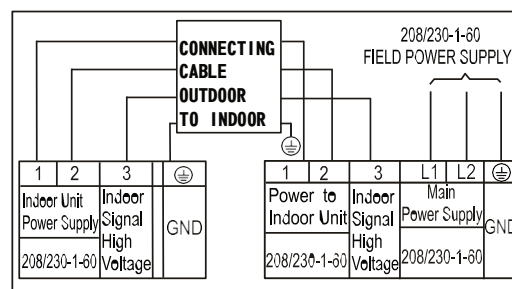 208/230-1-60
FIELD POWER SUPPLY
CONNECTING
CABLE
OUTDOOR
TO INDOOR
1 2 3
Indoor Unit
Power Supply
208/230-1-60
Indoor
Signal
High
Voltage
GND
1 2 3 L1 L2
Power to
Indoor Unit
208/230-1-60
Indoor
Signal
High
Voltage
Main
Power Supply
208/230-1-60
GND